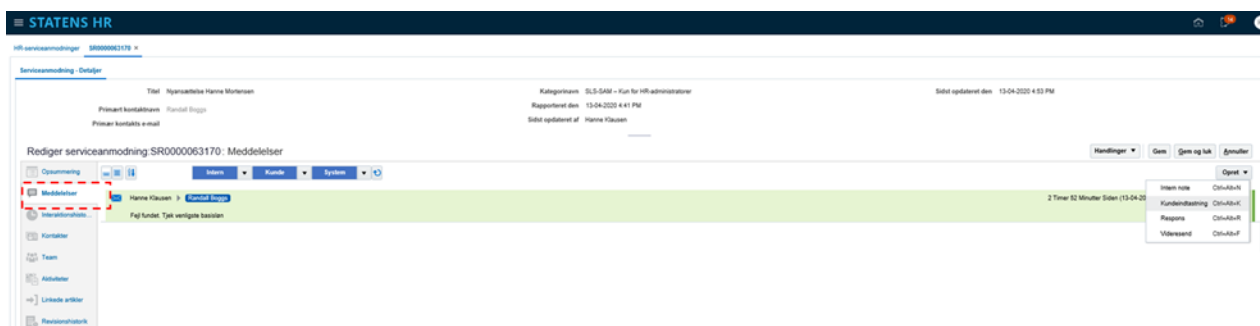 ≡ STATENS HR
14
HR-serviceanmodninger SR0000063170 ×
Serviceanmodning - Detaljer
Titel Nyansættelse Hanne Mortensen Kategorinavn SLS-SAM – Kun for HR-administratorer Sidst opdateret den 13-04-2020 4:53 PM
Primært kontaktnavn Randall Boggs Rapporteret den 13-04-2020 4:41 PM
Primær kontakts e-mail Sidst opdateret af Hanne Klausen
Rediger serviceanmodning:SR0000063170: Meddelelser Handlinger ▼ Gem Gem og luk Annuller
Opsummering Intern ▼ Kunde ▼ System ▼ Opret ▼
Meddelelser Hanne Klausen > Randall Boggs 2 Timer 52 Minutter Siden (13-04-20
Intern note Ctrl+Alt+N
Kundeindtastning Ctrl+Alt+K
Interaktionshisto... Fejl fundet. Tjek venligste basisløn Respons Ctrl+Alt+R
Kontakter Videresend Ctrl+Alt+F
Team
Aktiviteter
Linkede artikler
Revisionshistorik